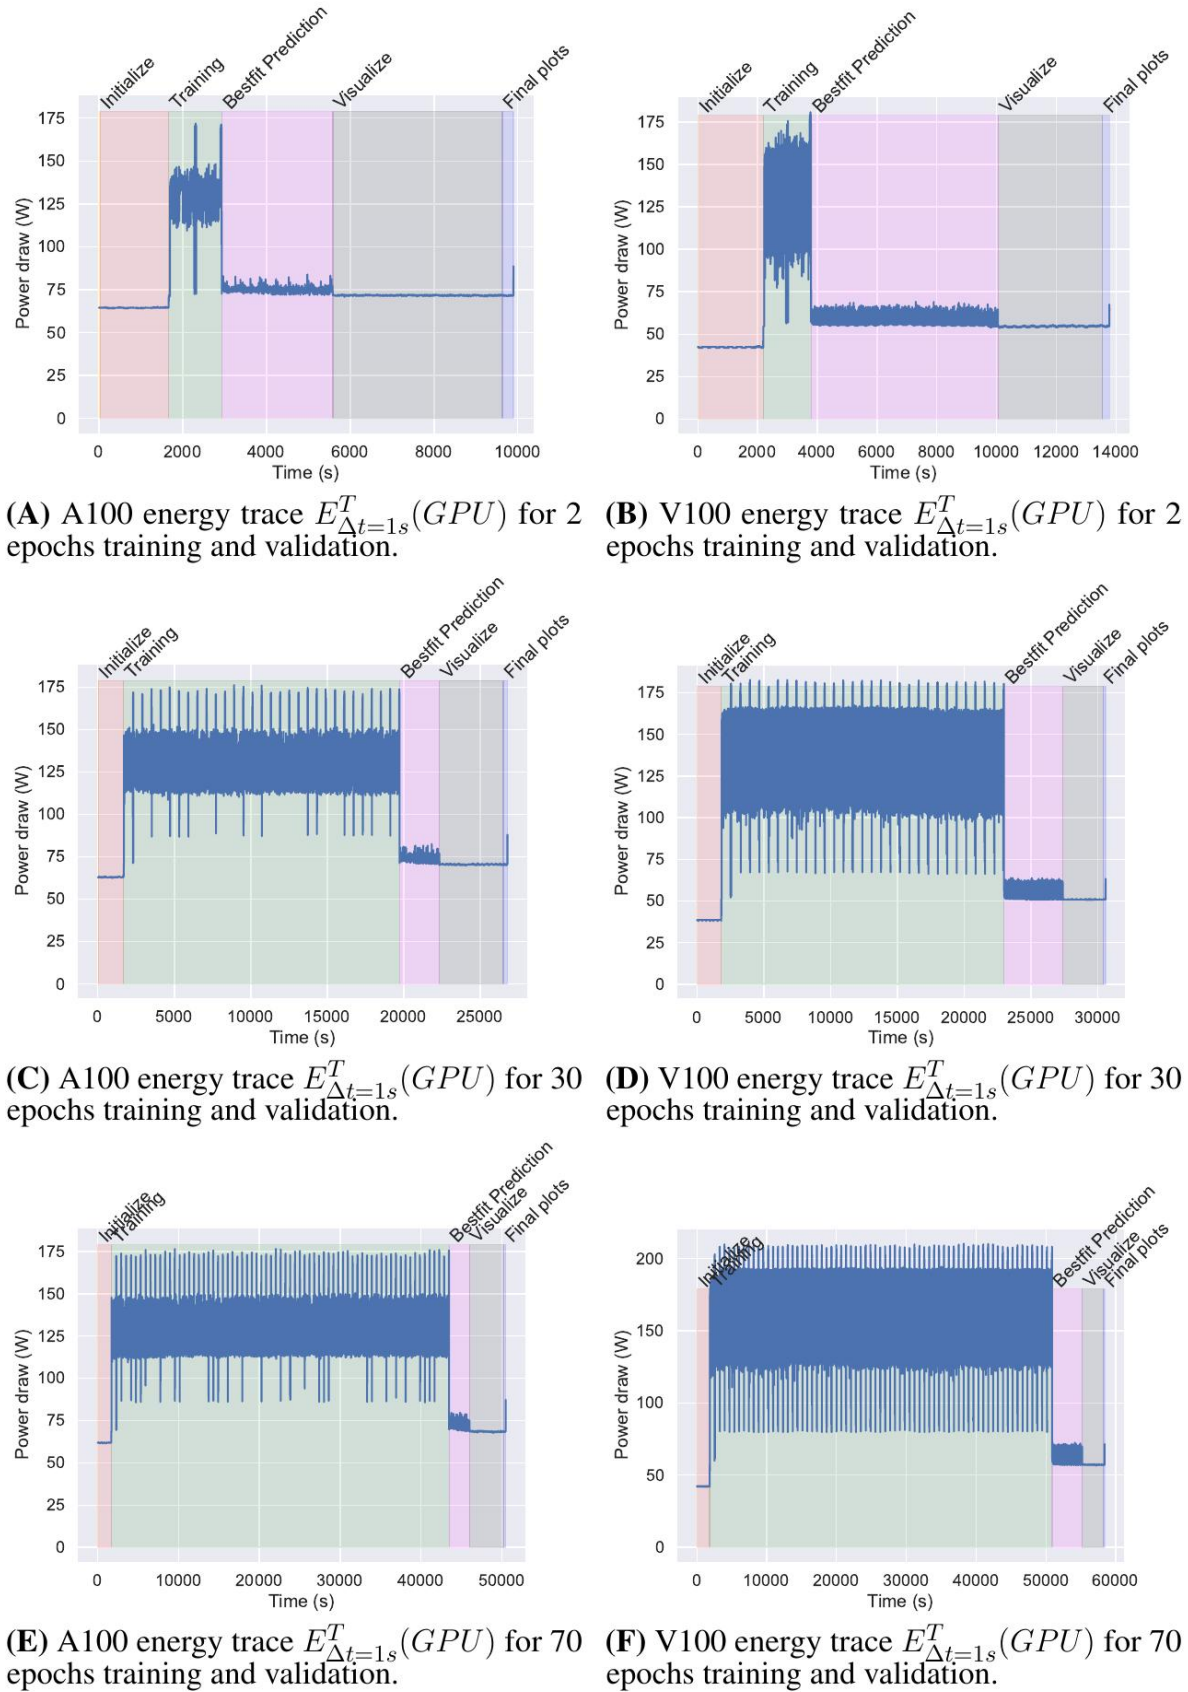 Initialize
Training
Bestfit Prediction
Visualize
Final plots
175
150
125
100
75
50
25
0
Power draw (W)
0 2000 4000 6000 8000 10000
Time (s)
(A) A100 energy trace E^T_{Δt=1s}(GPU) for 2
epochs training and validation.
Initialize
Training
Bestfit Prediction
Visualize
Final plots
175
150
125
100
75
50
25
0
Power draw (W)
0 2000 4000 6000 8000 10000 12000 14000
Time (s)
(B) V100 energy trace E^T_{Δt=1s}(GPU) for 2
epochs training and validation.
Initialize
Training
Bestfit Prediction
Visualize
Final plots
175
150
125
100
75
50
25
0
Power draw (W)
0 5000 10000 15000 20000 25000
Time (s)
(C) A100 energy trace E^T_{Δt=1s}(GPU) for 30
epochs training and validation.
Initialize
Training
Bestfit Prediction
Visualize
Final plots
175
150
125
100
75
50
25
0
Power draw (W)
0 5000 10000 15000 20000 25000 30000
Time (s)
(D) V100 energy trace E^T_{Δt=1s}(GPU) for 30
epochs training and validation.
Initialize
Training
Bestfit Prediction
Visualize
Final plots
175
150
125
100
75
50
25
0
Power draw (W)
0 10000 20000 30000 40000 50000
Time (s)
(E) A100 energy trace E^T_{Δt=1s}(GPU) for 70
epochs training and validation.
Initialize
Training
Bestfit Prediction
Visualize
Final plots
200
150
100
50
0
Power draw (W)
0 10000 20000 30000 40000 50000 60000
Time (s)
(F) V100 energy trace E^T_{Δt=1s}(GPU) for 70
epochs training and validation.